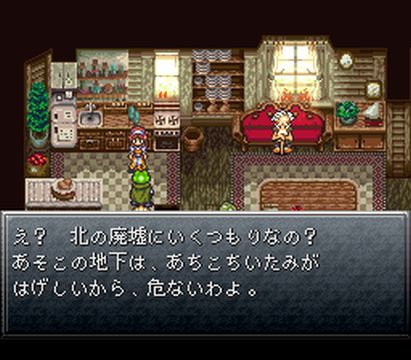 え？　北の廃墟にいくつもりなの？
あそこの地下は、あちこちいたみが
はげしいから、危ないわよ。